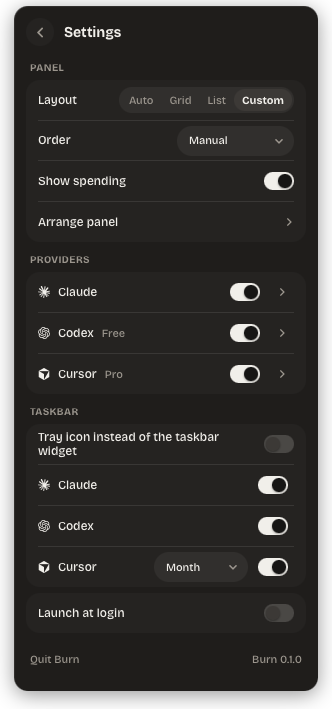 Settings
PANEL
Layout Auto Grid List Custom
Order Manual
Show spending
Arrange panel
PROVIDERS
Claude
Codex Free
Cursor Pro
TASKBAR
Tray icon instead of the taskbar
widget
Claude
Codex
Cursor Month
Launch at login
Quit Burn Burn 0.1.0